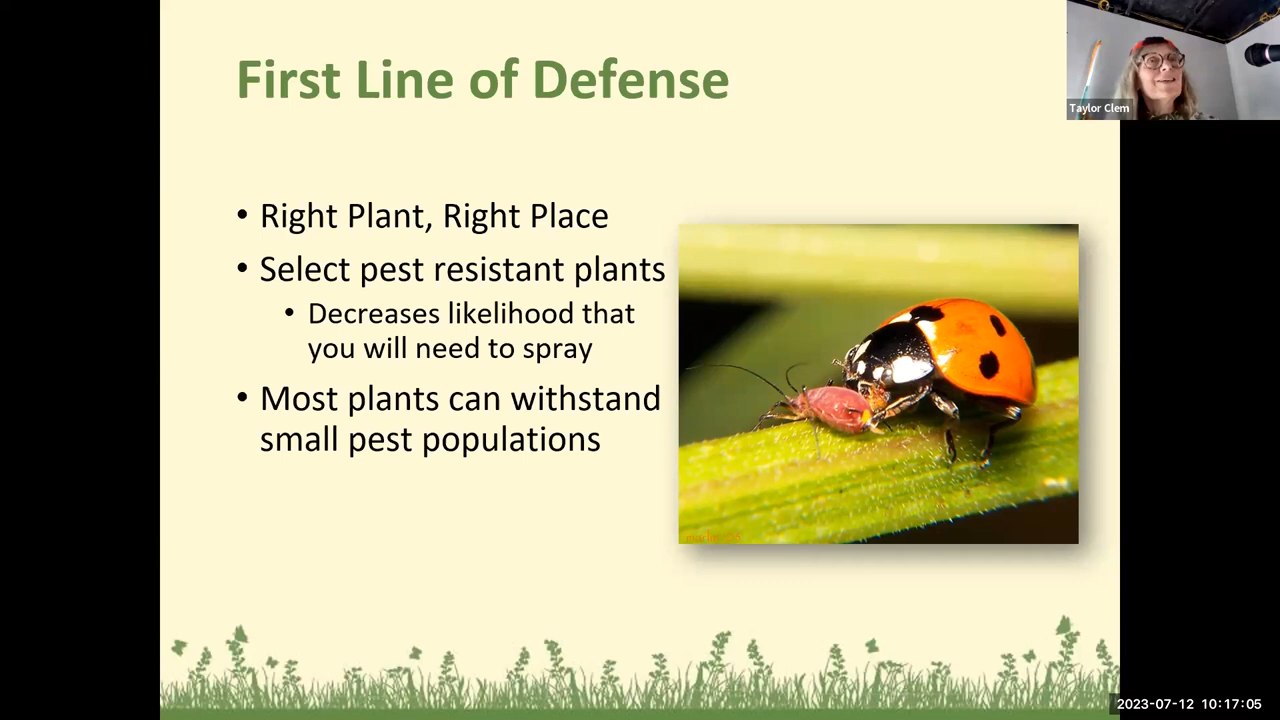 First Line of Defense
Taylor Clem
• Right Plant, Right Place
• Select pest resistant plants
• Decreases likelihood that
you will need to spray
• Most plants can withstand
small pest populations
2023-07-12 10:17:05